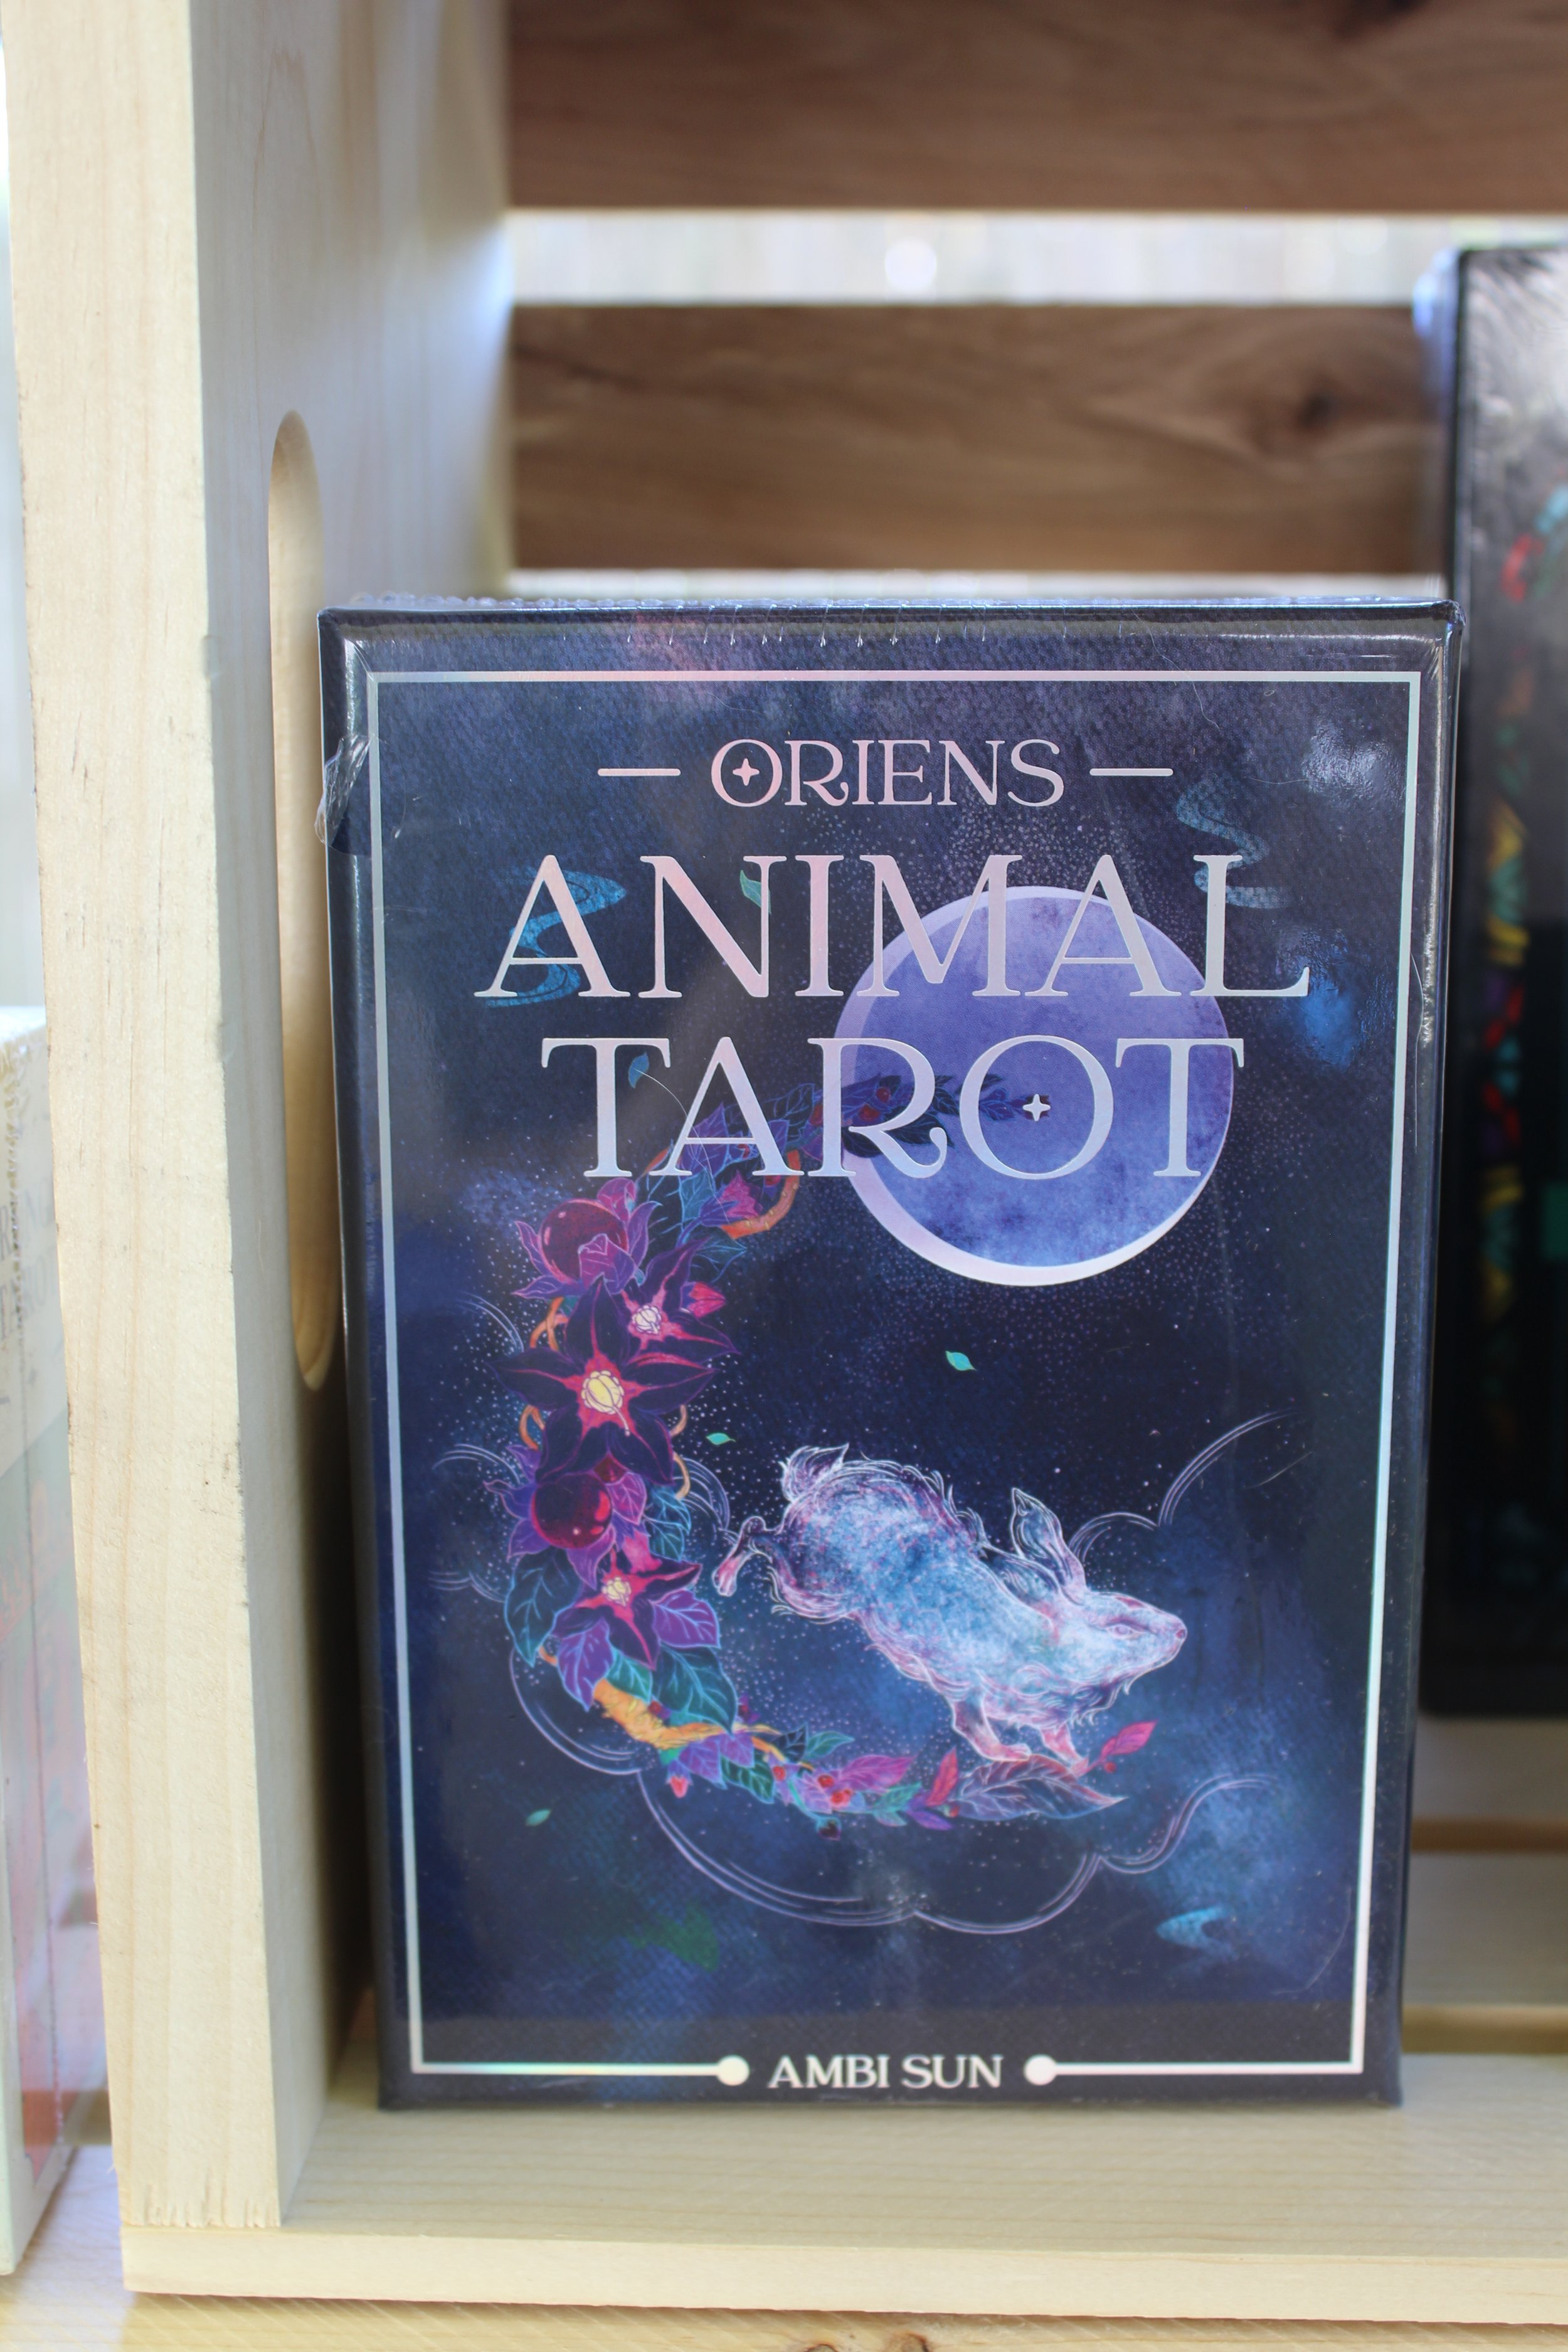 ORIENS
ANIMAL
TAROT
AMBI SUN